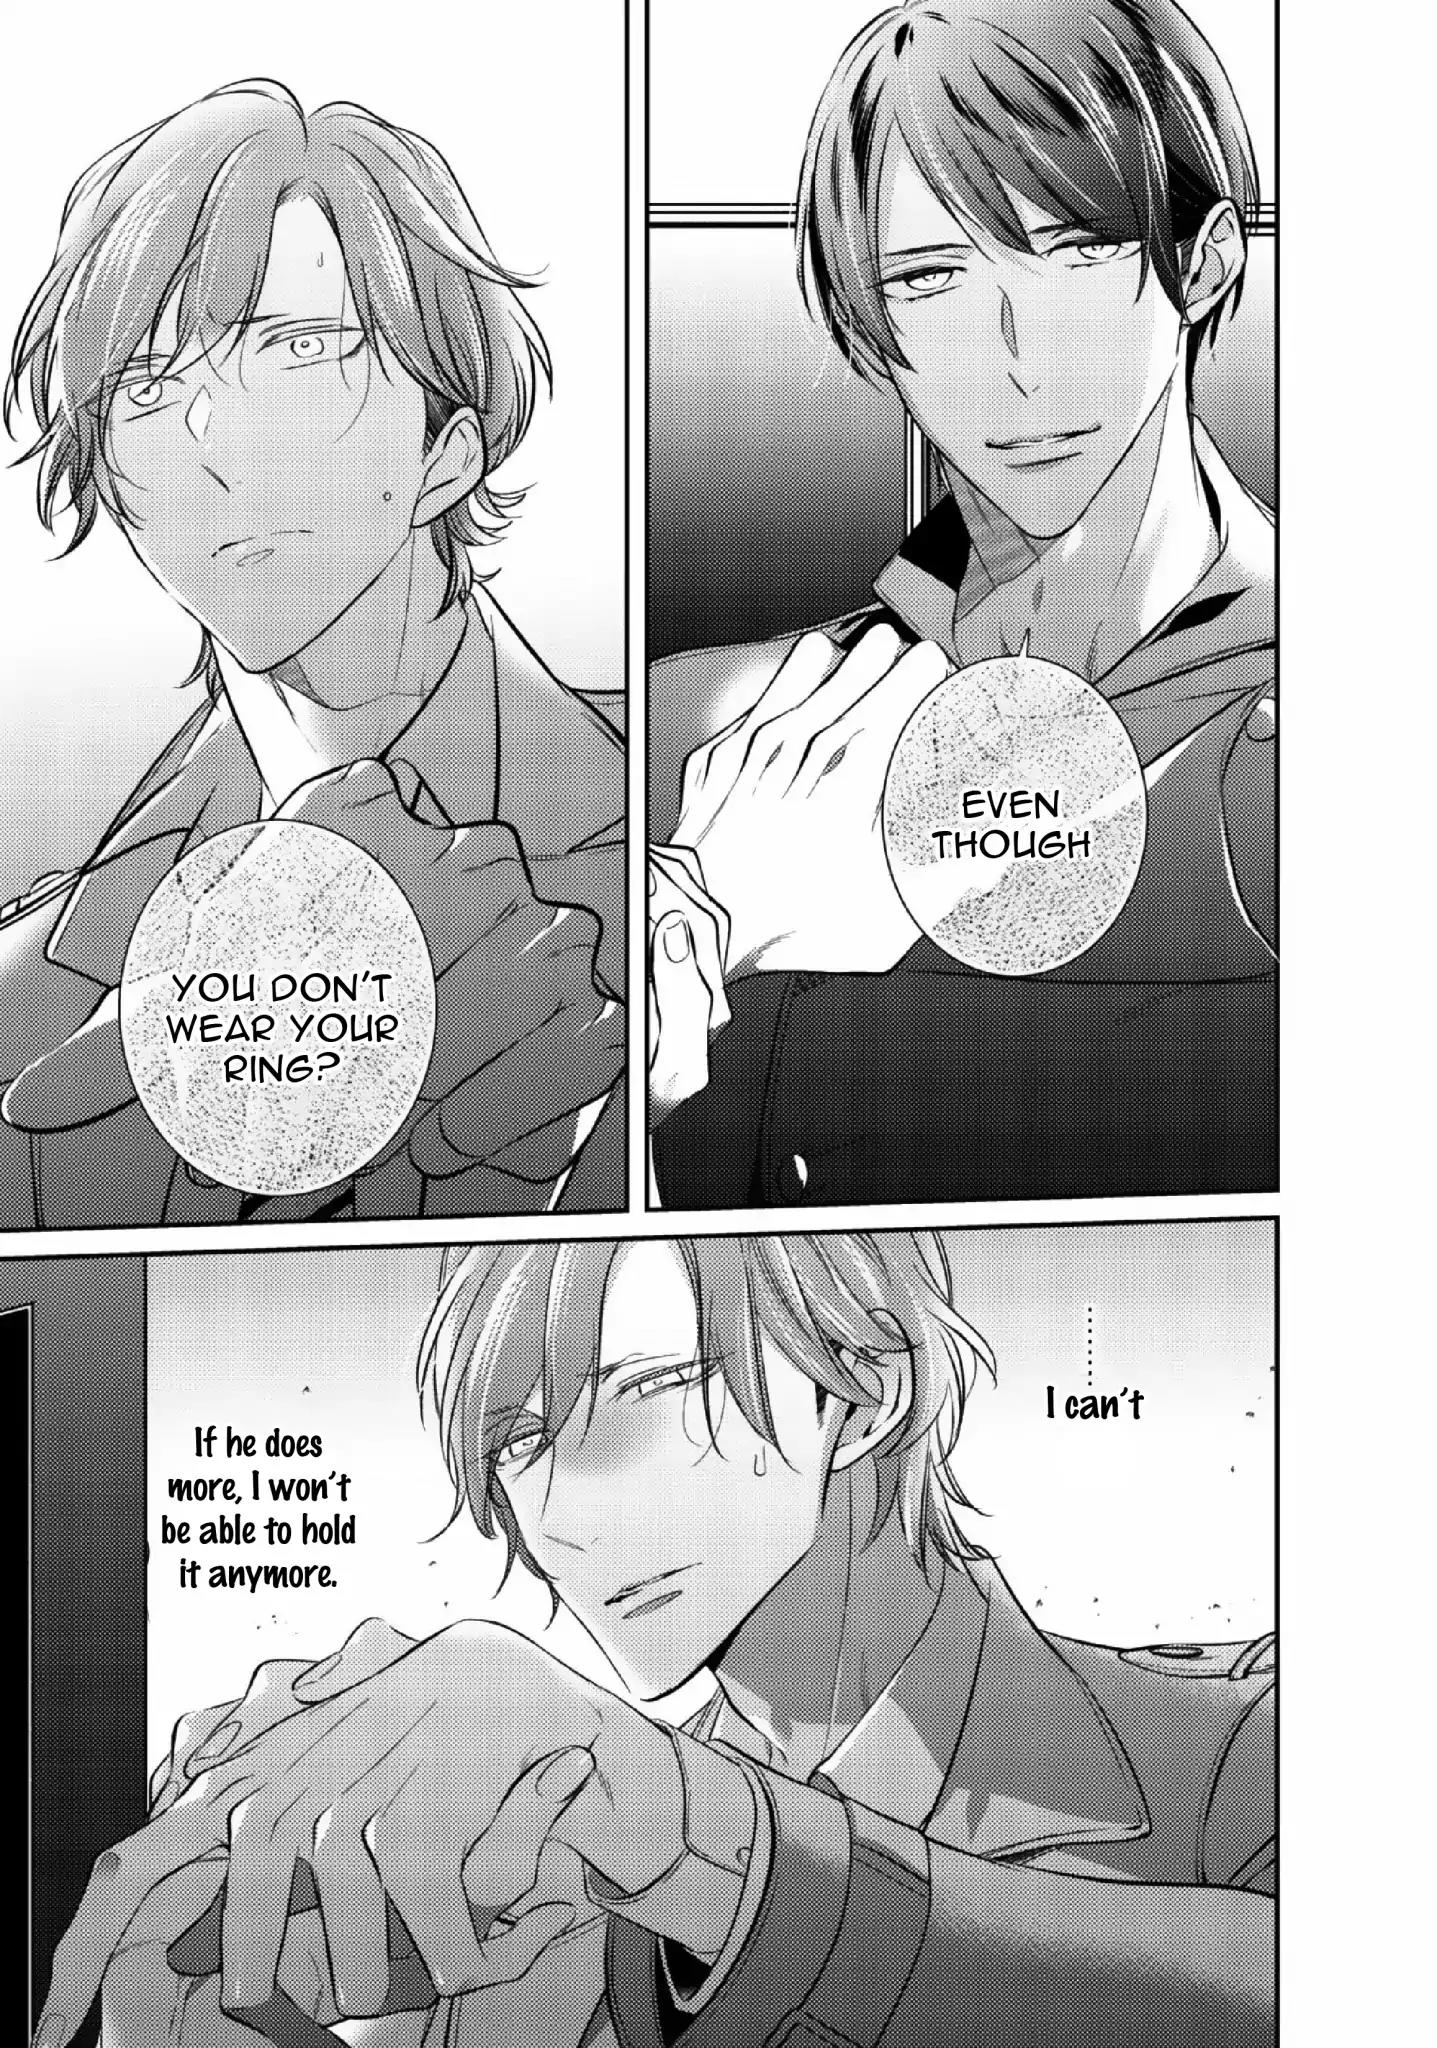 EVEN
THOUGH
YOU DON'T
WEAR YOUR
RING?
.........
I can't
If he does
more, I won't
be able to hold
it anymore.